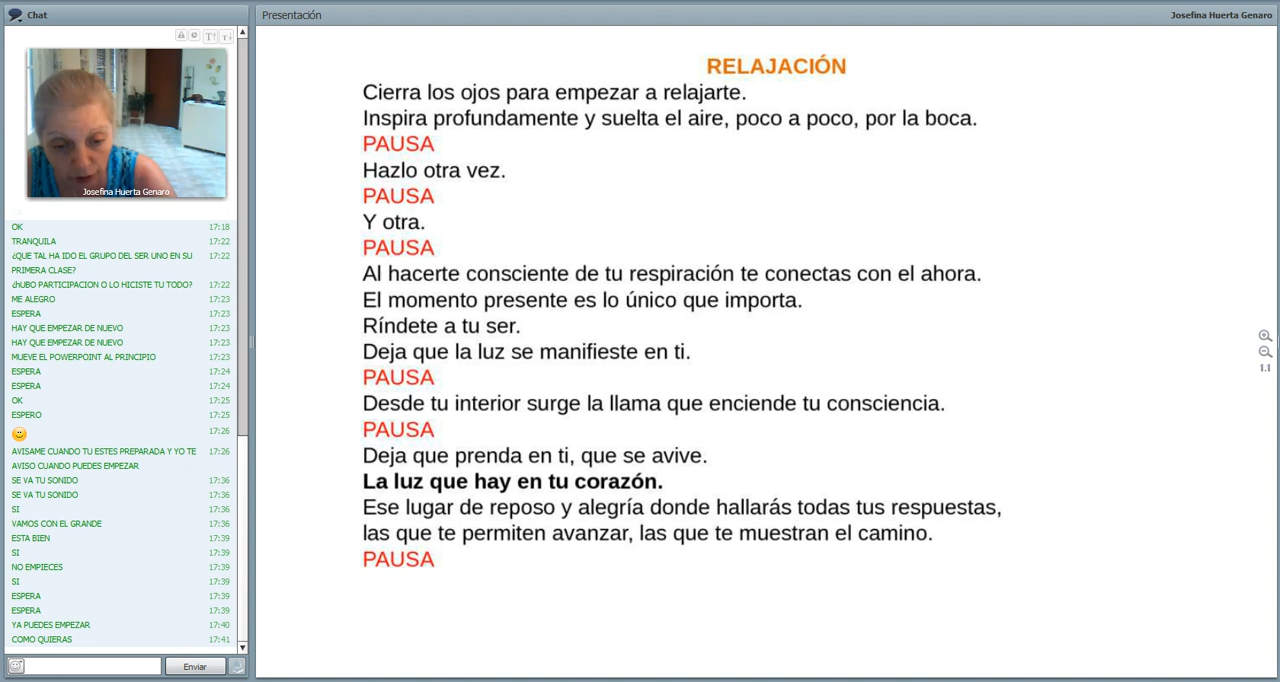 Chat
Josefina Huerta Genaro
OK 17:18
TRANQUILA 17:22
¿QUE TAL HA IDO EL GRUPO DEL SER UNO EN SU 17:22
PRIMERA CLASE?
¿hUBO PARTICIPACION O LO HICISTE TU TODO? 17:22
ME ALEGRO 17:23
ESPERA 17:23
HAY QUE EMPEZAR DE NUEVO 17:23
HAY QUE EMPEZAR DE NUEVO 17:23
MUEVE EL POWERPOINT AL PRINCIPIO 17:23
ESPERA 17:24
ESPERA 17:24
OK 17:25
ESPERO 17:25
17:26
AVISAME CUANDO TU ESTES PREPARADA Y YO TE 17:26
AVISO CUANDO PUEDES EMPEZAR
SE VA TU SONIDO 17:36
SE VA TU SONIDO 17:36
SI 17:36
VAMOS CON EL GRANDE 17:36
ESTA BIEN 17:39
SI 17:39
NO EMPIECES 17:39
SI 17:39
ESPERA 17:39
ESPERA 17:39
YA PUEDES EMPEZAR 17:40
COMO QUIERAS 17:41
Enviar
Presentación
Josefina Huerta Genaro
RELAJACIÓN
Cierra los ojos para empezar a relajarte.
Inspira profundamente y suelta el aire, poco a poco, por la boca.
PAUSA
Hazlo otra vez.
PAUSA
Y otra.
PAUSA
Al hacerte consciente de tu respiración te conectas con el ahora.
El momento presente es lo único que importa.
Ríndete a tu ser.
Deja que la luz se manifieste en ti.
PAUSA
Desde tu interior surge la llama que enciende tu consciencia.
PAUSA
Deja que prenda en ti, que se avive.
La luz que hay en tu corazón.
Ese lugar de reposo y alegría donde hallarás todas tus respuestas,
las que te permiten avanzar, las que te muestran el camino.
PAUSA
1.1